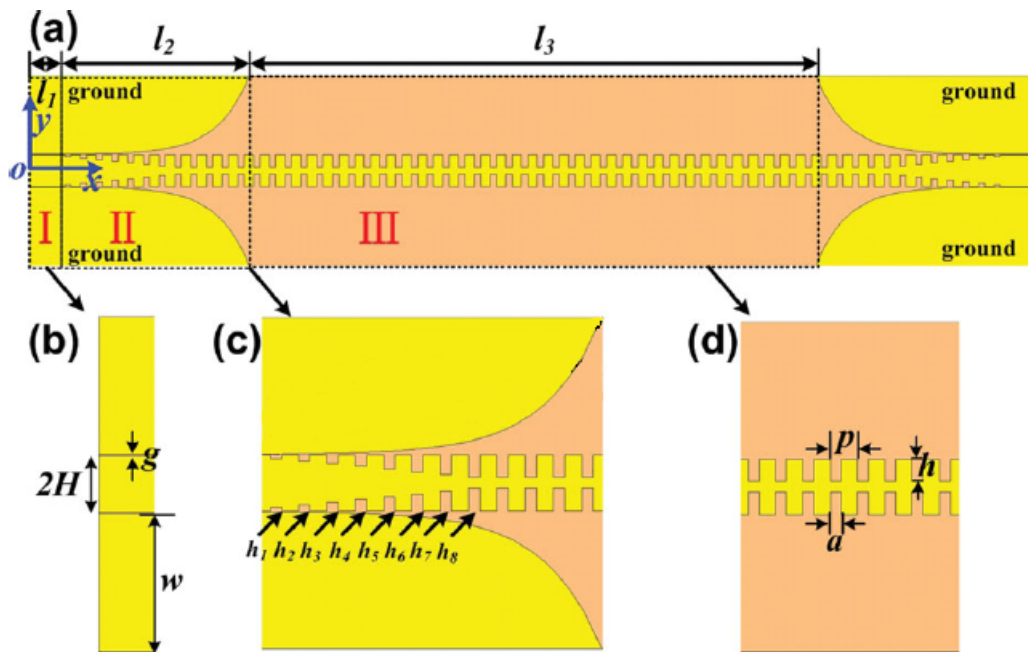 (a)
l2
l3
l1
ground
ground
y
o
x
I
II
III
ground
ground
(b)
(c)
(d)
g
2H
w
h1 h2 h3 h4 h5 h6 h7 h8
p
h
a